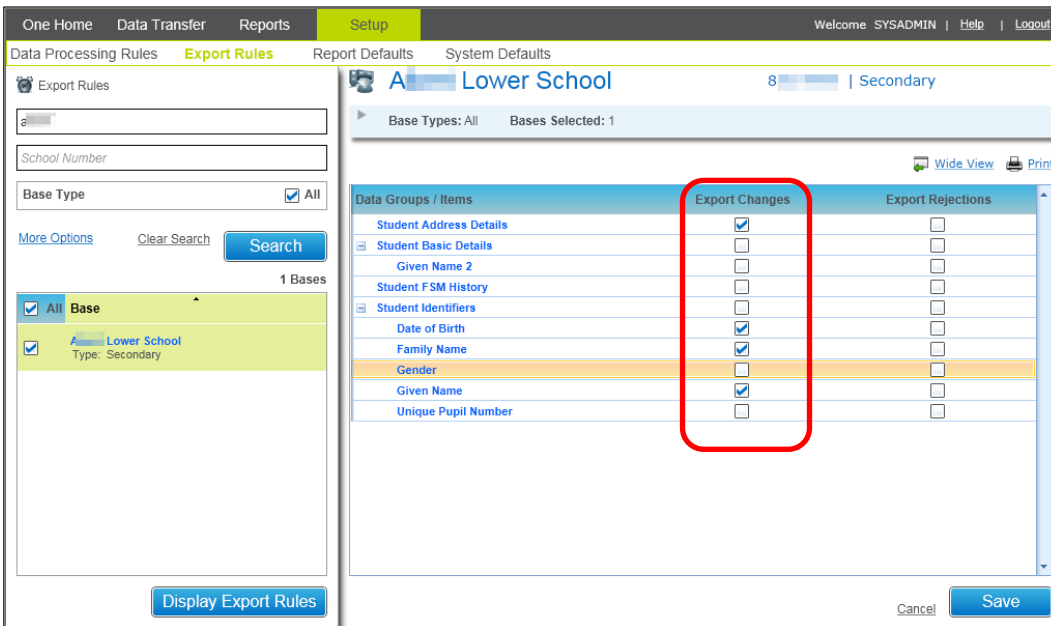 One Home Data Transfer Reports Setup Welcome SYSADMIN | Help | Logout
Data Processing Rules Export Rules Report Defaults System Defaults
Export Rules
a
School Number
Base Type All
More Options Clear Search Search
1 Bases
All Base
A Lower School
Type: Secondary
Display Export Rules
A Lower School 8 | Secondary
Base Types: All Bases Selected: 1
Wide View Print
Data Groups / Items Export Changes Export Rejections
Student Address Details
Student Basic Details
Given Name 2
Student FSM History
Student Identifiers
Date of Birth
Family Name
Gender
Given Name
Unique Pupil Number
Cancel Save